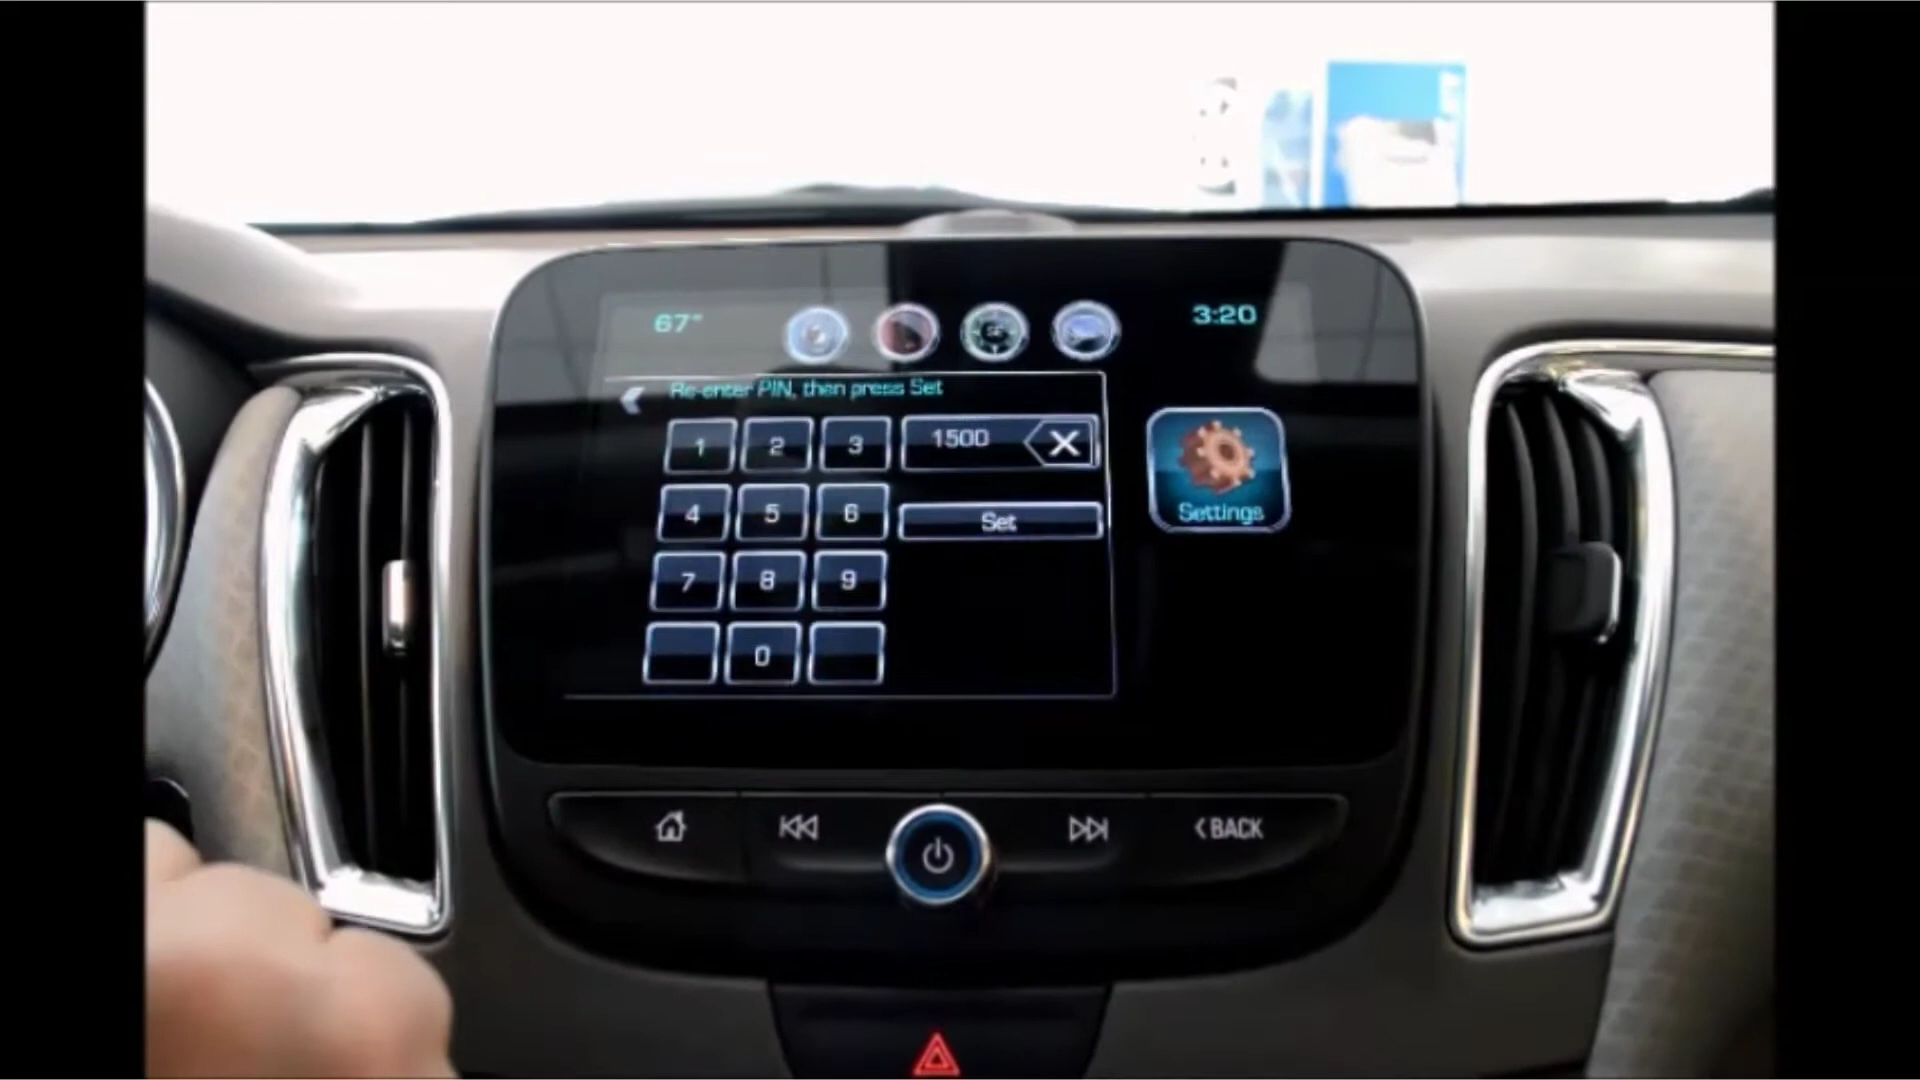 67°
3:20
Re-enter PIN, then press Set
1 2 3
1500
4 5 6
Set
Settings
7 8 9
0
BACK